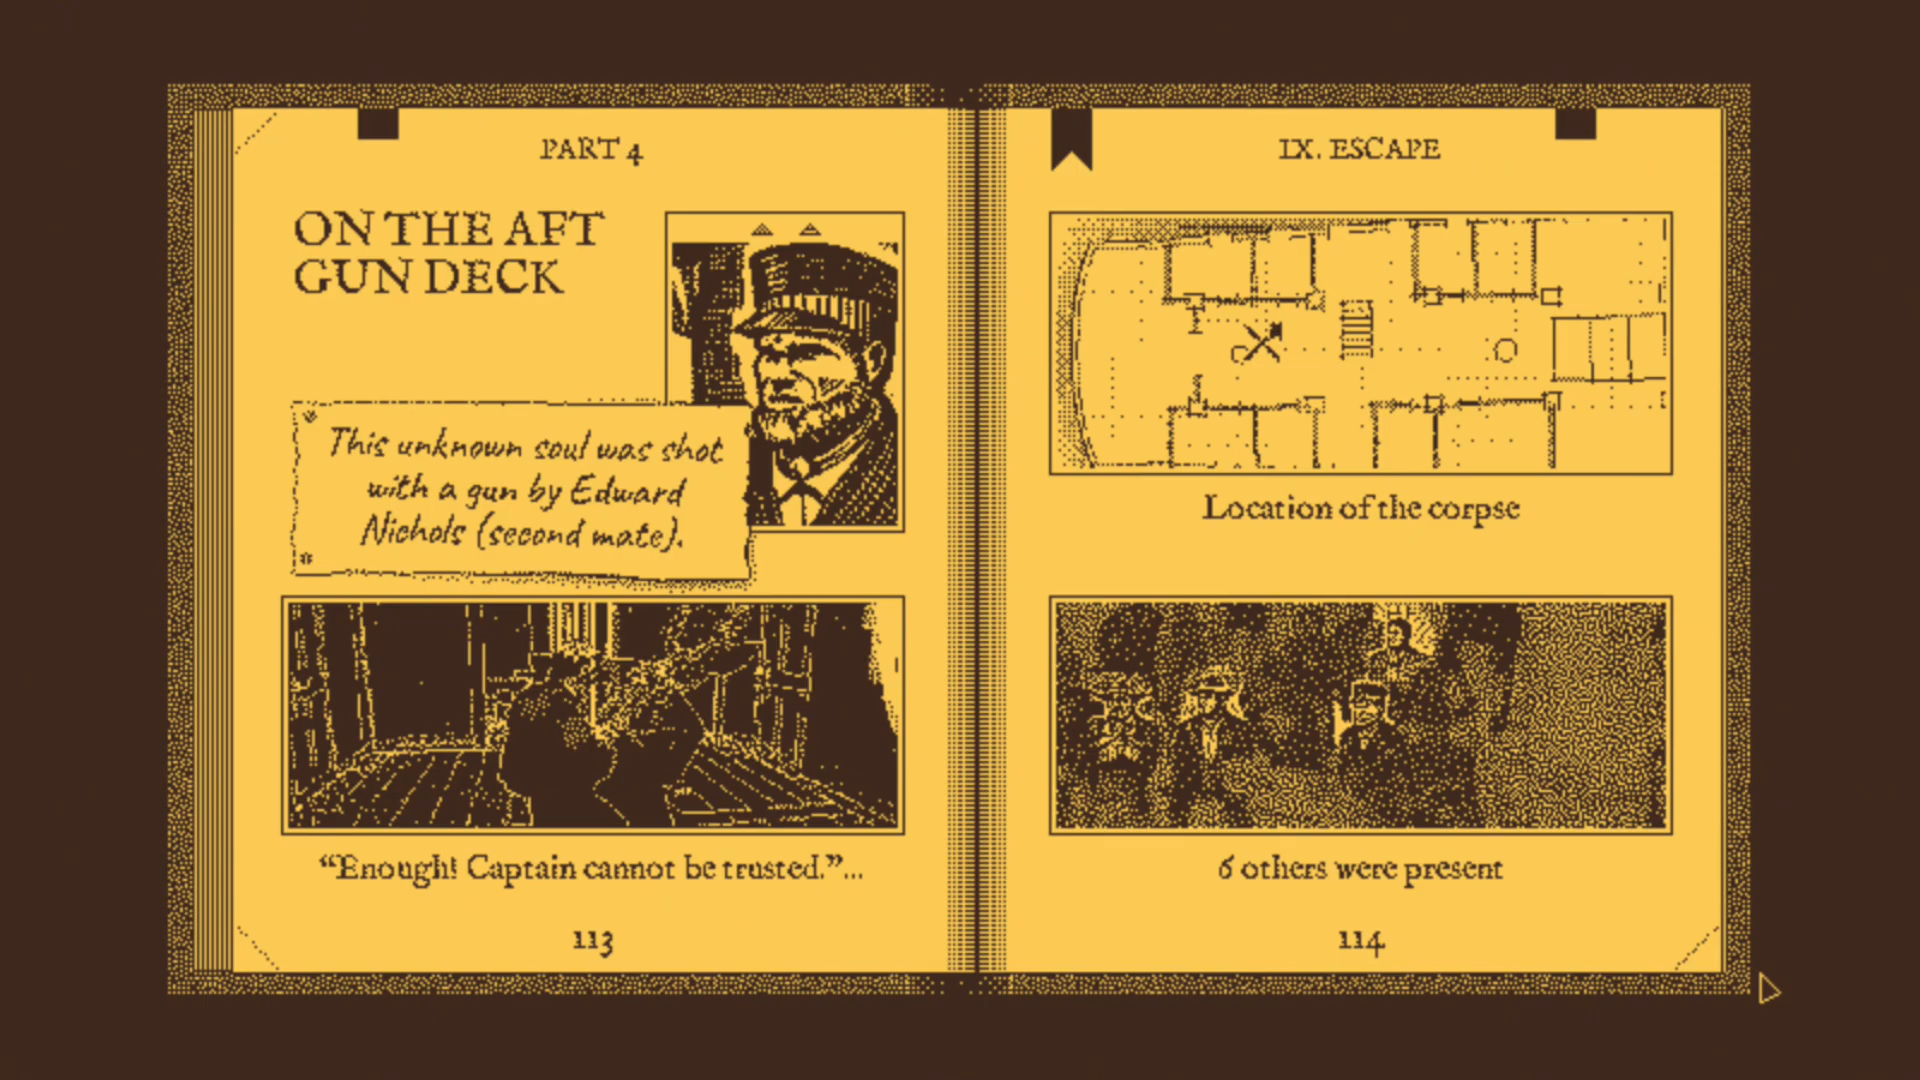 PART 4
ON THE AFT
GUN DECK
This unknown soul was shot
with a gun by Edward
Nichols (second mate).
“Enough! Captain cannot be trusted.”...
113
IX. ESCAPE
Location of the corpse
6 others were present
114